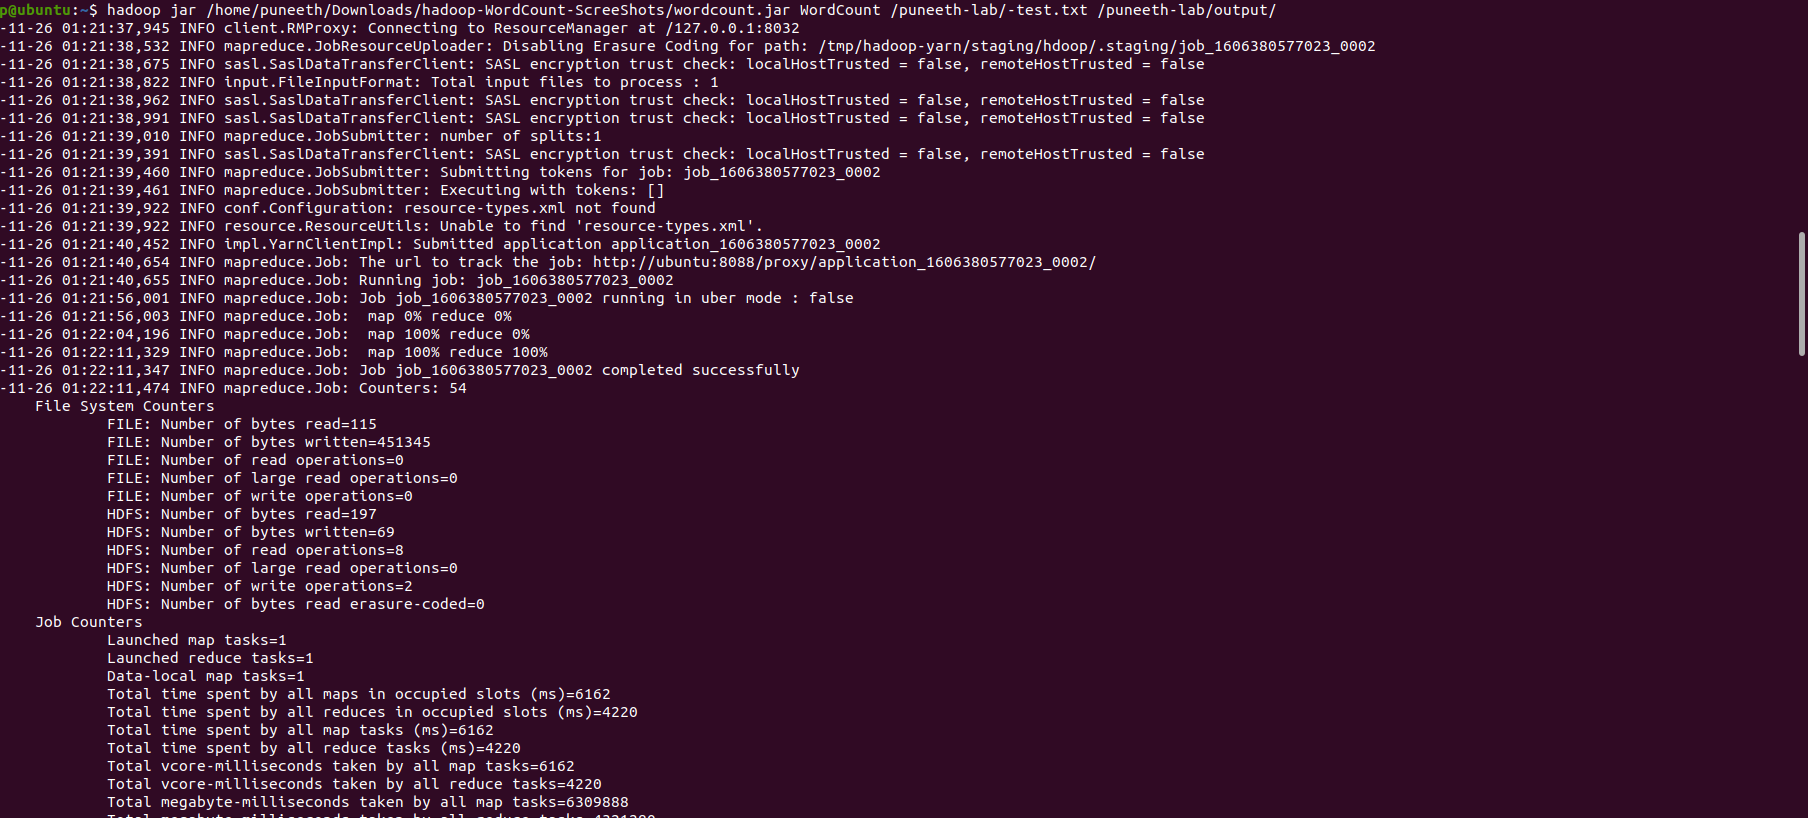 p@ubuntu:~$ hadoop jar /home/puneeth/Downloads/hadoop-WordCount-ScreeShots/wordcount.jar WordCount /puneeth-lab/-test.txt /puneeth-lab/output/
-11-26 01:21:37,945 INFO client.RMProxy: Connecting to ResourceManager at /127.0.0.1:8032
-11-26 01:21:38,532 INFO mapreduce.JobResourceUploader: Disabling Erasure Coding for path: /tmp/hadoop-yarn/staging/hdoop/.staging/job_1606380577023_0002
-11-26 01:21:38,675 INFO sasl.SaslDataTransferClient: SASL encryption trust check: localHostTrusted = false, remoteHostTrusted = false
-11-26 01:21:38,822 INFO input.FileInputFormat: Total input files to process : 1
-11-26 01:21:38,962 INFO sasl.SaslDataTransferClient: SASL encryption trust check: localHostTrusted = false, remoteHostTrusted = false
-11-26 01:21:38,991 INFO sasl.SaslDataTransferClient: SASL encryption trust check: localHostTrusted = false, remoteHostTrusted = false
-11-26 01:21:39,010 INFO mapreduce.JobSubmitter: number of splits:1
-11-26 01:21:39,391 INFO sasl.SaslDataTransferClient: SASL encryption trust check: localHostTrusted = false, remoteHostTrusted = false
-11-26 01:21:39,460 INFO mapreduce.JobSubmitter: Submitting tokens for job: job_1606380577023_0002
-11-26 01:21:39,461 INFO mapreduce.JobSubmitter: Executing with tokens: []
-11-26 01:21:39,922 INFO conf.Configuration: resource-types.xml not found
-11-26 01:21:39,922 INFO resource.ResourceUtils: Unable to find 'resource-types.xml'.
-11-26 01:21:40,452 INFO impl.YarnClientImpl: Submitted application application_1606380577023_0002
-11-26 01:21:40,654 INFO mapreduce.Job: The url to track the job: http://ubuntu:8088/proxy/application_1606380577023_0002/
-11-26 01:21:40,655 INFO mapreduce.Job: Running job: job_1606380577023_0002
-11-26 01:21:56,001 INFO mapreduce.Job: Job job_1606380577023_0002 running in uber mode : false
-11-26 01:21:56,003 INFO mapreduce.Job:  map 0% reduce 0%
-11-26 01:22:04,196 INFO mapreduce.Job:  map 100% reduce 0%
-11-26 01:22:11,329 INFO mapreduce.Job:  map 100% reduce 100%
-11-26 01:22:11,347 INFO mapreduce.Job: Job job_1606380577023_0002 completed successfully
-11-26 01:22:11,474 INFO mapreduce.Job: Counters: 54
File System Counters
FILE: Number of bytes read=115
FILE: Number of bytes written=451345
FILE: Number of read operations=0
FILE: Number of large read operations=0
FILE: Number of write operations=0
HDFS: Number of bytes read=197
HDFS: Number of bytes written=69
HDFS: Number of read operations=8
HDFS: Number of large read operations=0
HDFS: Number of write operations=2
HDFS: Number of bytes read erasure-coded=0
Job Counters
Launched map tasks=1
Launched reduce tasks=1
Data-local map tasks=1
Total time spent by all maps in occupied slots (ms)=6162
Total time spent by all reduces in occupied slots (ms)=4220
Total time spent by all map tasks (ms)=6162
Total time spent by all reduce tasks (ms)=4220
Total vcore-milliseconds taken by all map tasks=6162
Total vcore-milliseconds taken by all reduce tasks=4220
Total megabyte-milliseconds taken by all map tasks=6309888
Total megabyte-milliseconds taken by all reduce